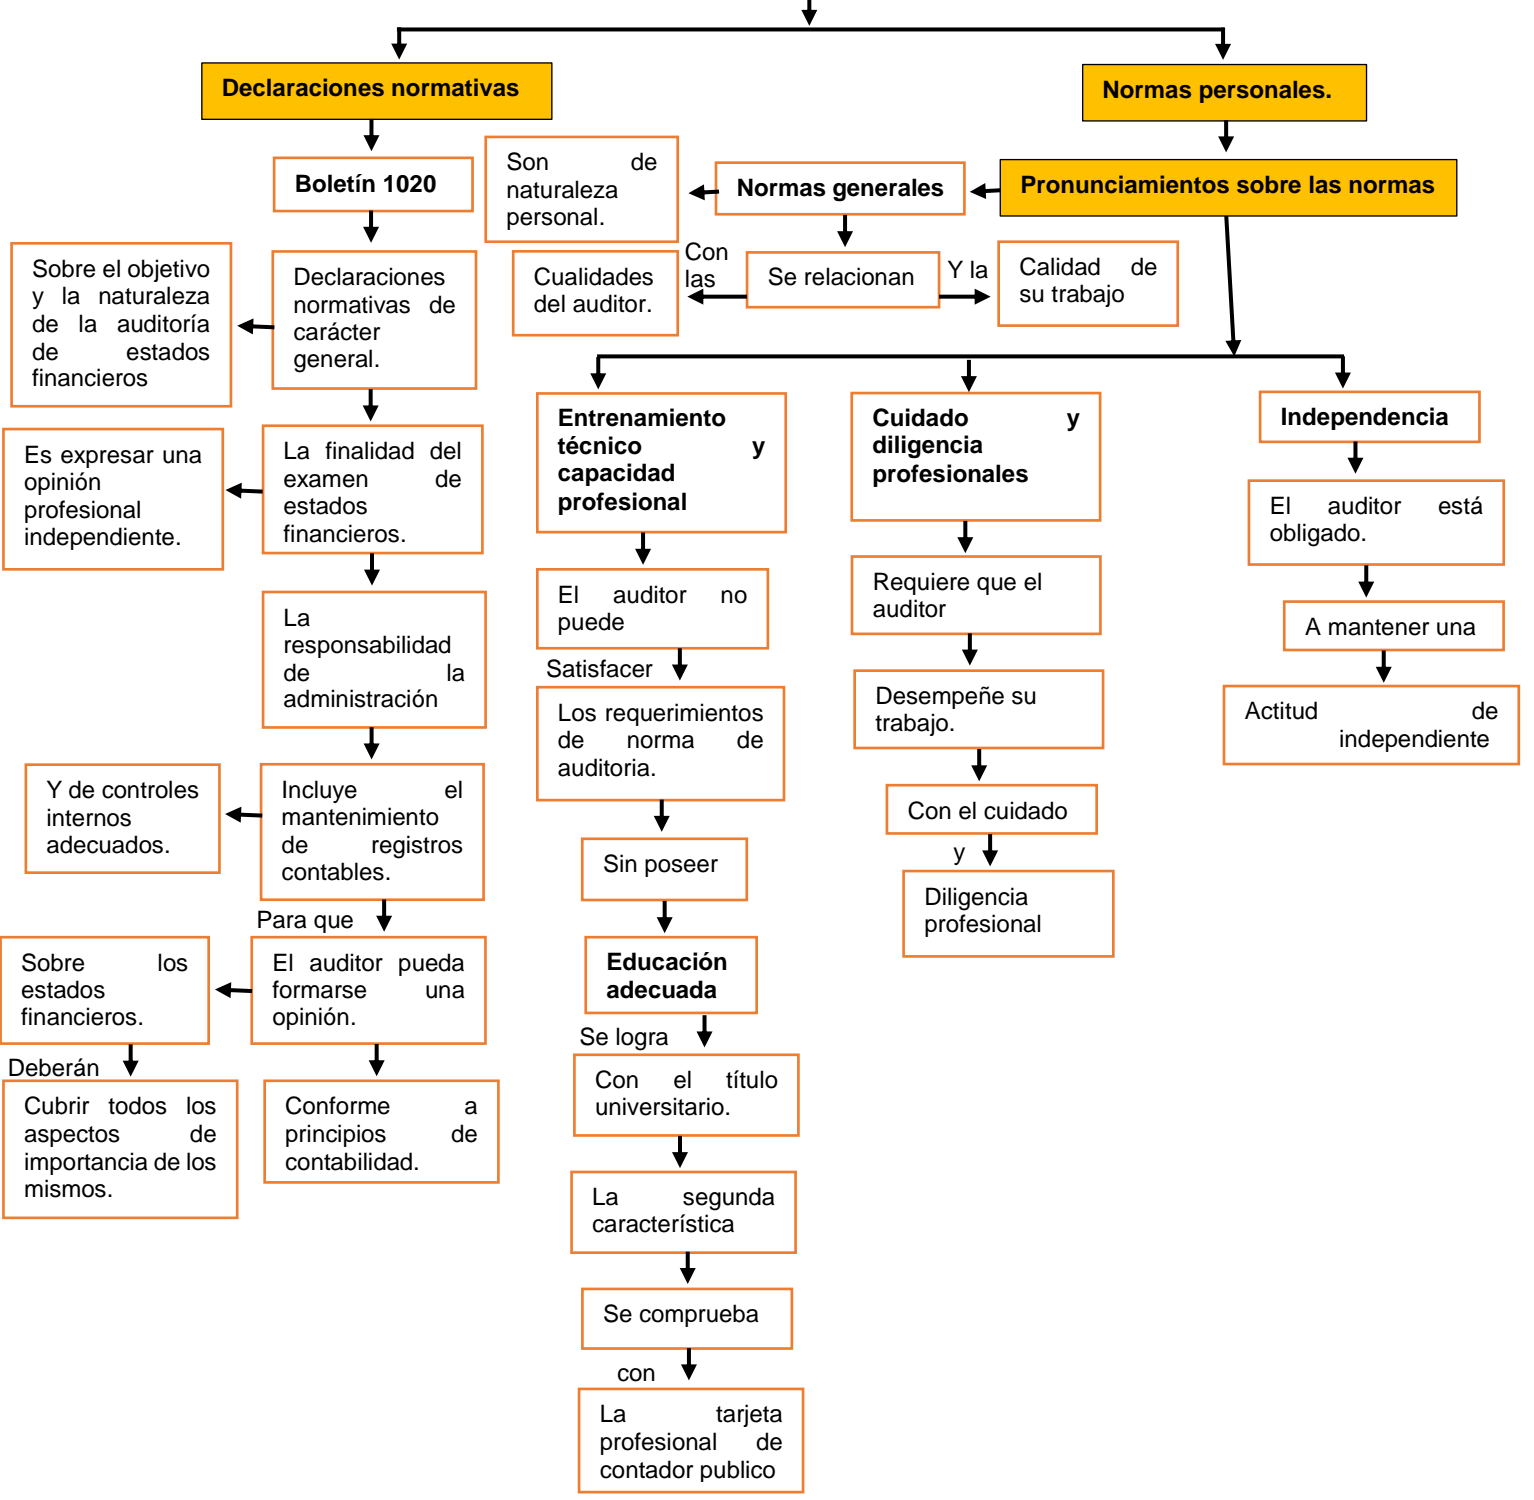 Declaraciones normativas
Normas personales.
Boletín 1020
Son de
naturaleza
personal.
Normas generales
Pronunciamientos sobre las normas
Sobre el objetivo
y la naturaleza
de la auditoría
de estados
financieros
Declaraciones
normativas de
carácter
general.
Cualidades
del auditor.
Con
las
Se relacionan
Y la
Calidad de
su trabajo
Es expresar una
opinión
profesional
independiente.
La finalidad del
examen de
estados
financieros.
La
responsabilidad
de la
administración
Y de controles
internos
adecuados.
Incluye el
mantenimiento
de registros
contables.
Para que
Sobre los
estados
financieros.
El auditor pueda
formarse una
opinión.
Deberán
Cubrir todos los
aspectos de
importancia de los
mismos.
Conforme a
principios de
contabilidad.
Entrenamiento
técnico y
capacidad
profesional
El auditor no
puede
Satisfacer
Los requerimientos
de norma de
auditoria.
Sin poseer
Educación
adecuada
Se logra
Con el título
universitario.
La segunda
característica
Se comprueba
con
La tarjeta
profesional de
contador publico
Cuidado y
diligencia
profesionales
Requiere que el
auditor
Desempeñe su
trabajo.
Con el cuidado
y
Diligencia
profesional
Independencia
El auditor está
obligado.
A mantener una
Actitud de
independiente